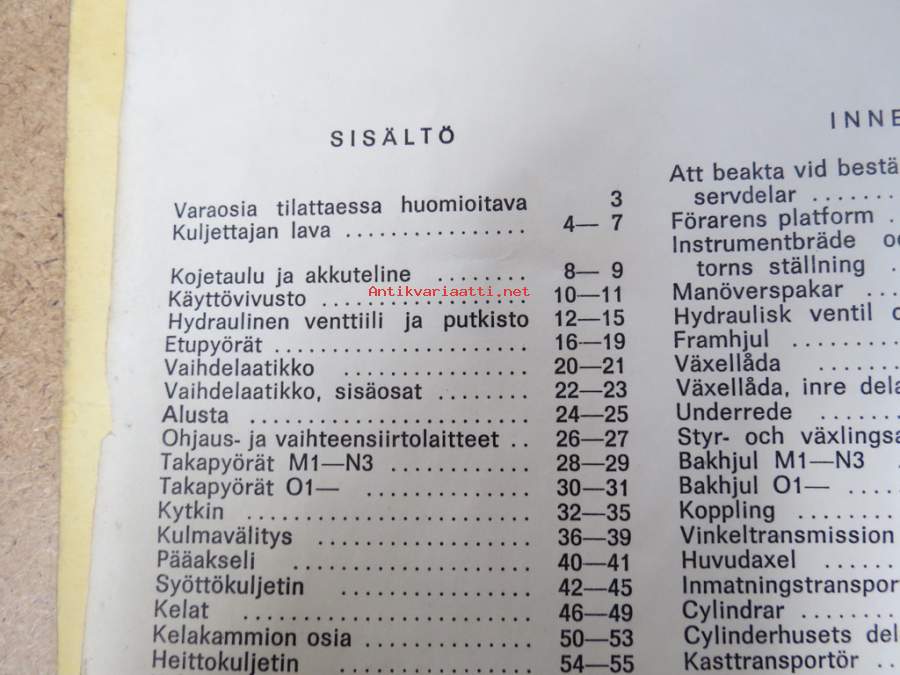 SISÄLTÖ
Varaosia tilattaessa huomioitava 3
Kuljettajan lava ................ 4— 7
Kojetaulu ja akkuteline ........ 8— 9
Käyttövivusto .................. 10—11
Hydraulinen venttiili ja putkisto 12—15
Etupyörät ...................... 16—19
Vaihdelaatikko ................ 20—21
Vaihdelaatikko, sisäosat ........ 22—23
Alusta ........................ 24—25
Ohjaus- ja vaihteensiirtolaitteet .. 26—27
Takapyörät M1—N3 ............ 28—29
Takapyörät O1— .............. 30—31
Kytkin ........................ 32—35
Kulmavälitys .................. 36—39
Pääakseli .................... 40—41
Syöttökuljetin ................ 42—45
Kelat ........................ 46—49
Kelakammion osia .............. 50—53
Heittokuljetin ................ 54—55
INNE
Att beakta vid bestä
servdelar ........
Förarens platform .
Instrumentbräde
torns ställning .
Manöverspakar ...
Hydraulisk ventil
Framhjul ........
Växellåda ......
Växellåda, inre dela
Underrede ......
Styr- och växlingsa
Bakhjul M1—N3 .
Bakhjul O1— ....
Koppling ........
Vinkeltransmission
Huvudaxel ......
Inmatningstransport
Cylindrar ........
Cylinderhusets del
Kasttransportör ..
Antikvariaatti.net